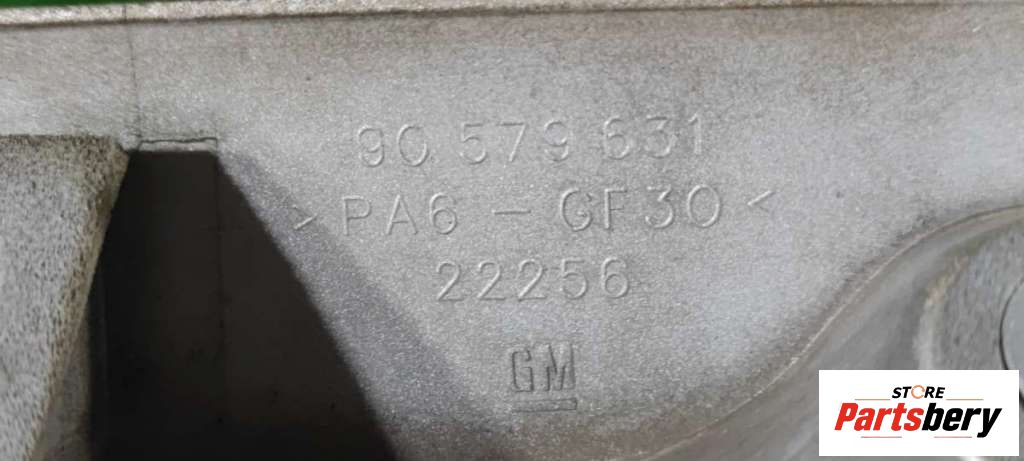 90 579 631
>PA6 - GF30<
22256
GM
STORE
Partsbery